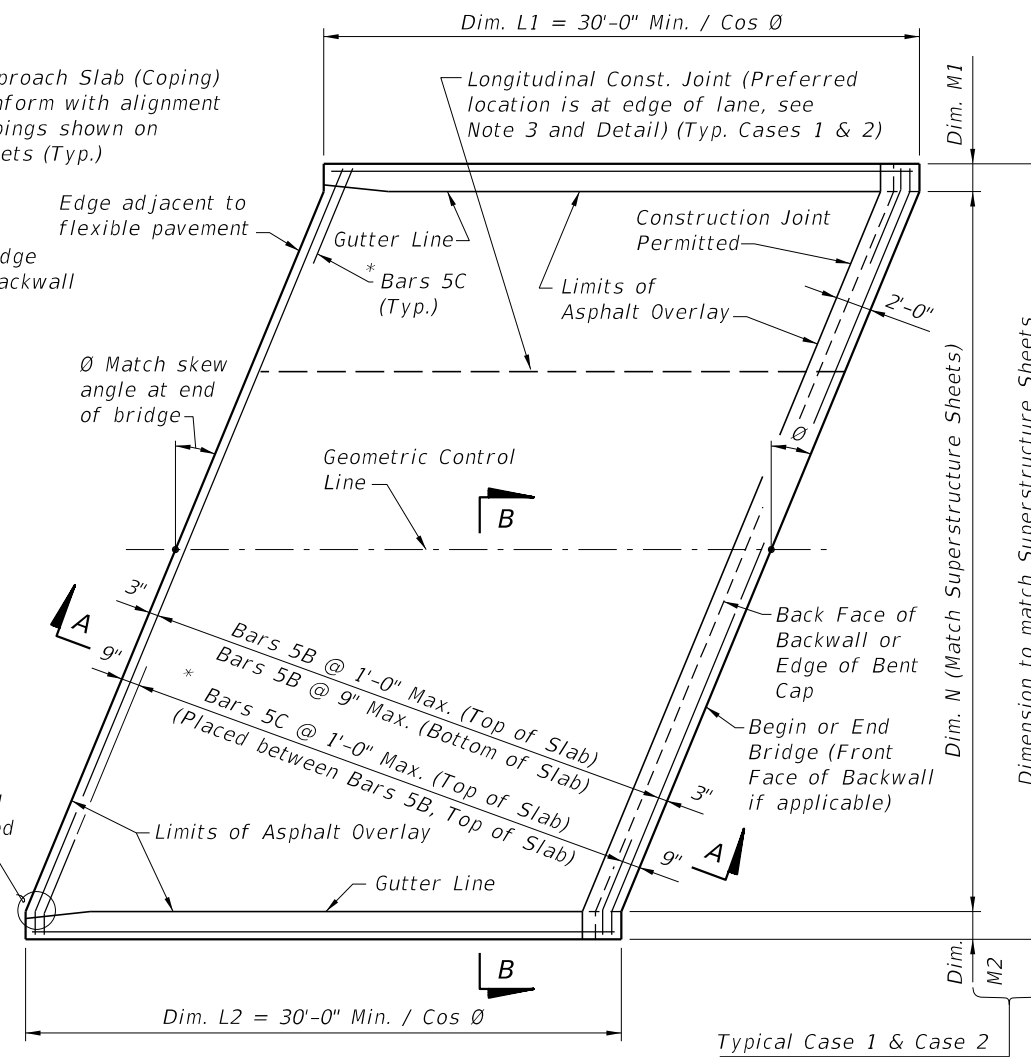 Dim. L1 = 30'-0" Min. / Cos Ø
proach Slab (Coping)
nform with alignment
pings shown on
ets (Typ.)
Longitudinal Const. Joint (Preferred
location is at edge of lane, see
Note 3 and Detail) (Typ. Cases 1 & 2)
Dim. M1
Edge adjacent to
flexible pavement
dge
ackwall
Gutter Line
* Bars 5C
(Typ.)
Construction Joint
Permitted
Limits of
Asphalt Overlay
2'-0"
Ø Match skew
angle at end
of bridge
Ø
Geometric Control
Line
B
Dim. N (Match Superstructure Sheets)
Dimension to match Superstructure Sheets
A
3"
9"
Bars 5B @ 1'-0" Max. (Top of Slab)
Bars 5B @ 9" Max. (Bottom of Slab)
* Bars 5C @ 1'-0" Max. (Top of Slab)
(Placed between Bars 5B, Top of Slab)
Back Face of
Backwall or
Edge of Bent
Cap
Begin or End
Bridge (Front
Face of Backwall
if applicable)
3"
9"
A
ed
Limits of Asphalt Overlay
Gutter Line
B
Dim.
M2
Dim. L2 = 30'-0" Min. / Cos Ø
Typical Case 1 & Case 2